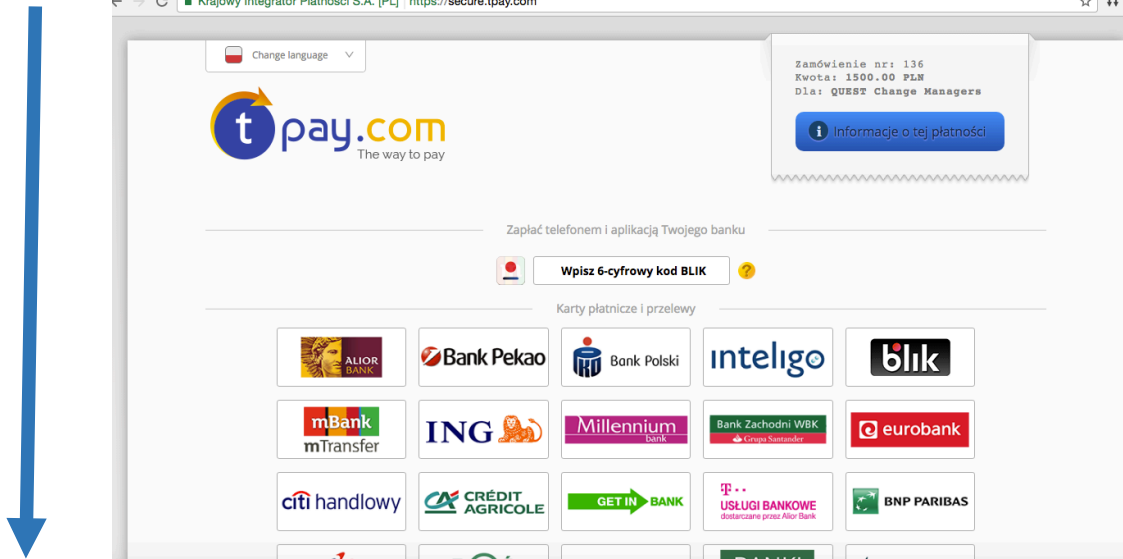 Krajowy Integrator Płatności S.A. [PL] https://secure.tpay.com
Change language
Zamówienie nr: 136
Kwota: 1500.00 PLN
Dla: QUEST Change Managers
Informacje o tej płatności
t pay.com
The way to pay
Zapłać telefonem i aplikacją Twojego banku
Wpisz 6-cyfrowy kod BLIK
?
Karty płatnicze i przelewy
ALIOR
BANK
Bank Pekao
Bank Polski
inteligo
blik
mBank
mTransfer
ING
Millennium
bank
Bank Zachodni WBK
Grupa Santander
eurobank
citi handlowy
CRÉDIT
AGRICOLE
GET IN BANK
T..
USŁUGI BANKOWE
dostarczane przez Alior Bank
BNP PARIBAS
BANKI